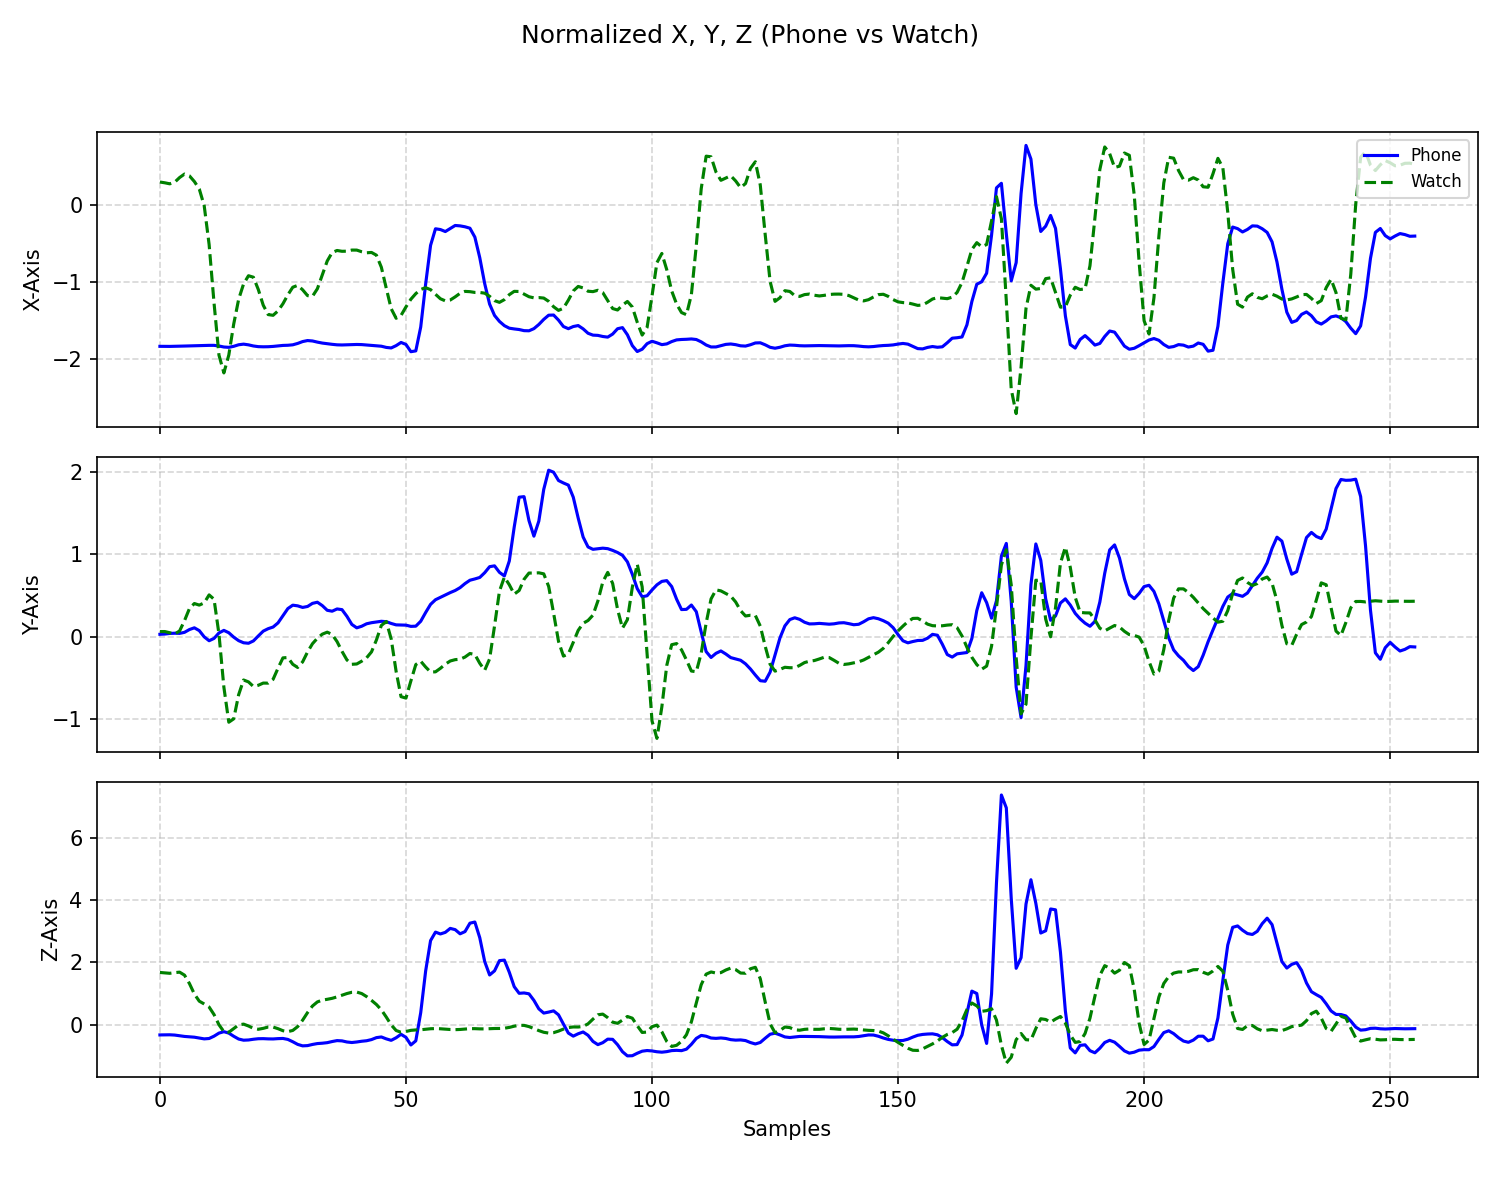 Normalized X, Y, Z (Phone vs Watch)
X-Axis
0
−1
−2
Phone
Watch
Y-Axis
2
1
0
−1
Z-Axis
6
4
2
0
0 50 100 150 200 250
Samples